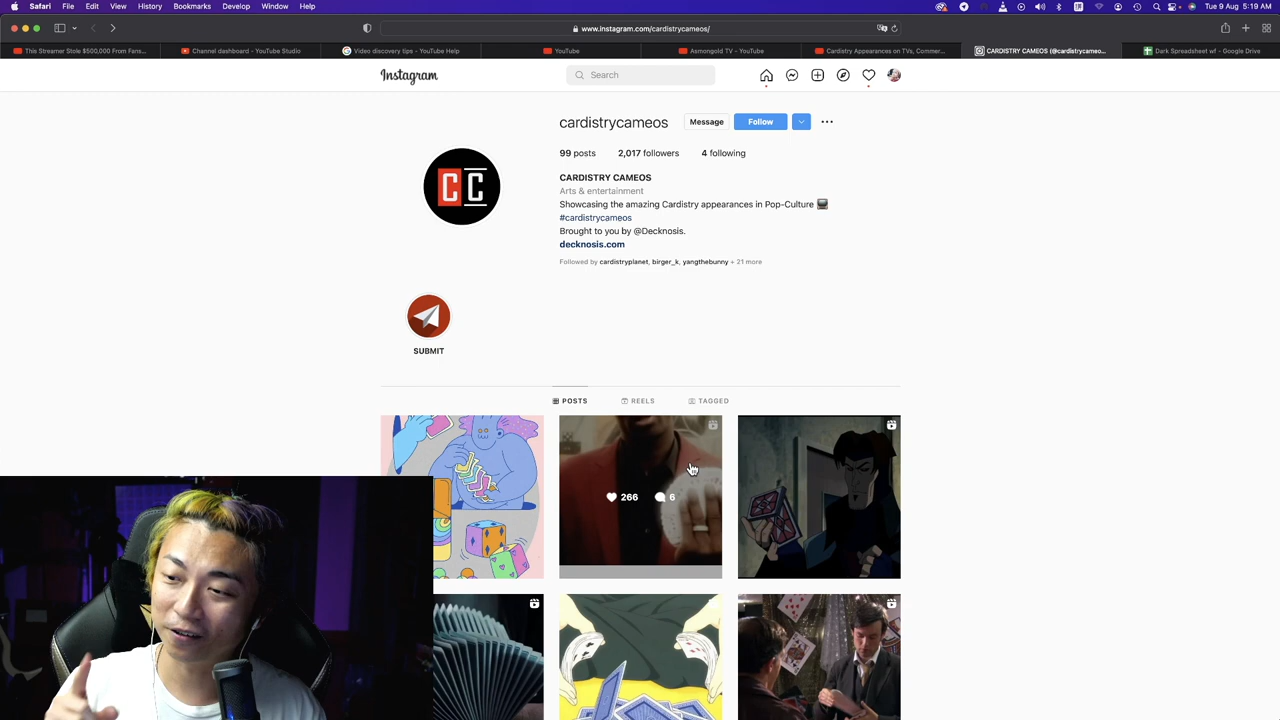 Safari File Edit View History Bookmarks Develop Window Help
Tue 9 Aug 5:19 AM
www.instagram.com/cardistrycameos/
This Streamer Stole $500,000 From Fans...
Channel dashboard - YouTube Studio
Video discovery tips - YouTube Help
YouTube
Asmongold TV - YouTube
Cardistry Appearances on TVs, Commer...
CARDISTRY CAMEOS (@cardistrycameo...
Dark Spreadsheet wf - Google Drive
Instagram
Search
cardistrycameos
Message
Follow
99 posts 2,017 followers 4 following
CARDISTRY CAMEOS
Arts & entertainment
Showcasing the amazing Cardistry appearances in Pop-Culture
#cardistrycameos
Brought to you by @Decknosis.
decknosis.com
Followed by cardistryplanet, birger_k, yangthebunny + 21 more
CC
SUBMIT
POSTS REELS TAGGED
266 6